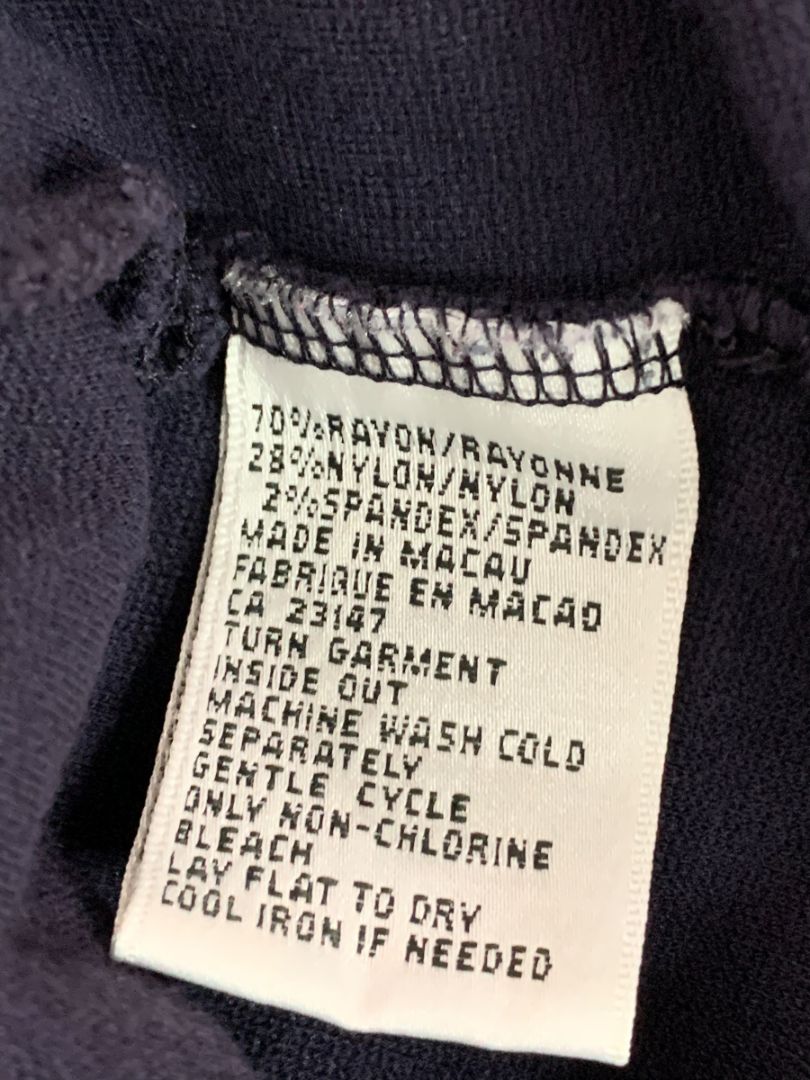 70%RAYON/RAYONNE
28%NYLON/NYLON
2%SPANDEX/SPANDEX
MADE IN MACAU
FABRIQUE EN MACAO
CA 23147
TURN GARMENT
INSIDE OUT
MACHINE WASH COLD
SEPARATELY
GENTLE CYCLE
ONLY NON-CHLORINE
BLEACH
LAY FLAT TO DRY
COOL IRON IF NEEDED